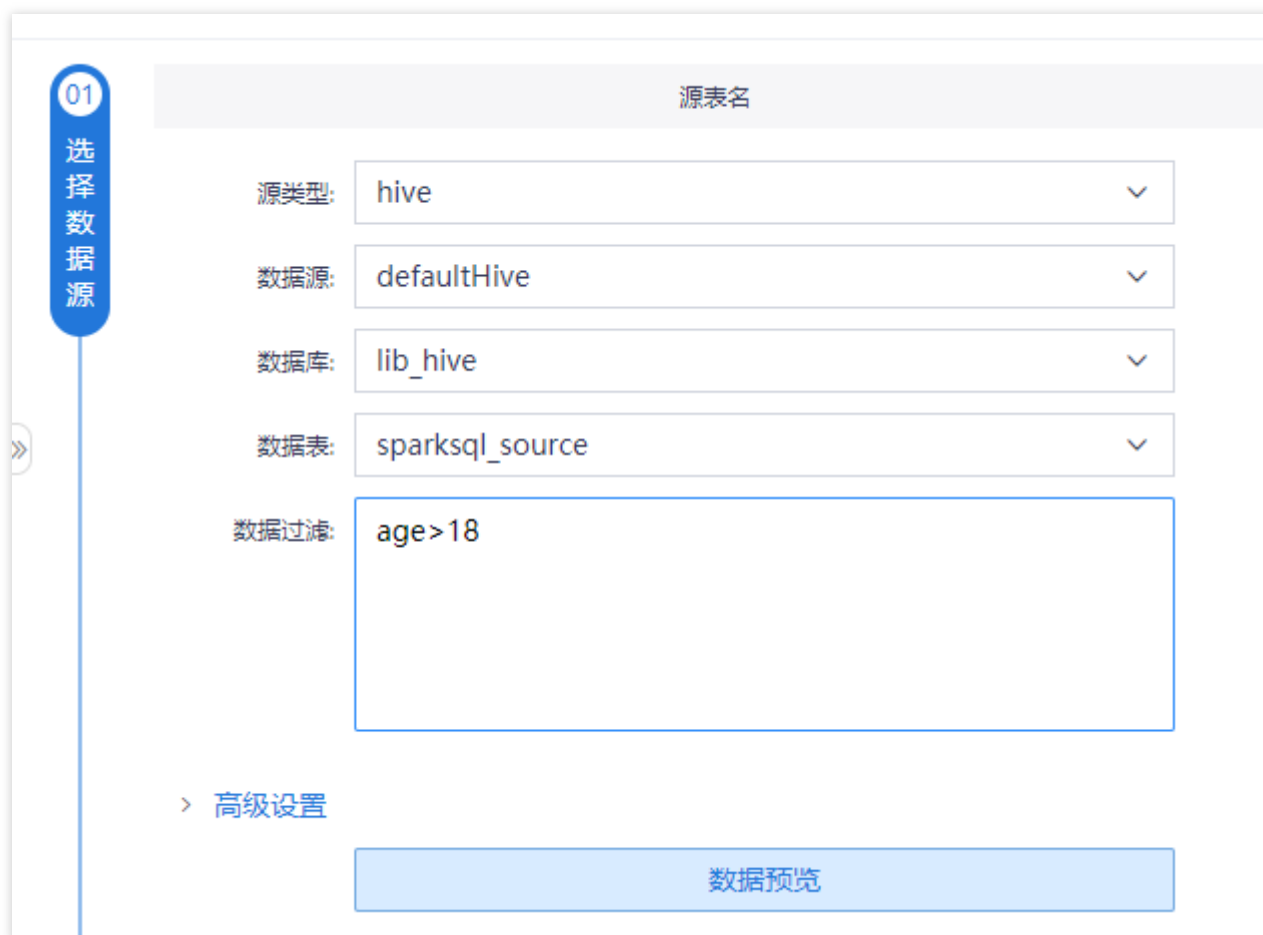 01
选择数据源
源表名
源类型: hive
数据源: defaultHive
数据库: lib_hive
数据表: sparksql_source
数据过滤: age>18
高级设置
数据预览